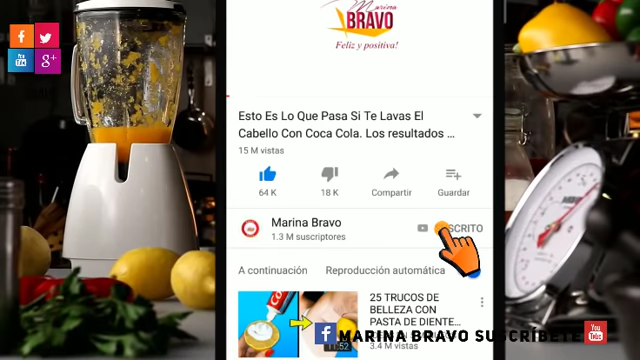 Marina
BRAVO
Feliz y positiva!
Esto Es Lo Que Pasa Si Te Lavas El
Cabello Con Coca Cola. Los resultados ...
15 M vistas
64 K
18 K
Compartir
Guardar
Marina Bravo
1.3 M suscriptores
SCRITO
A continuación
Reproducción automática
25 TRUCOS DE
BELLEZA CON
PASTA DE DIENTE...
3.4 M vistas
11:52
MARINA BRAVO SUSCRÍBETE
You
Tube